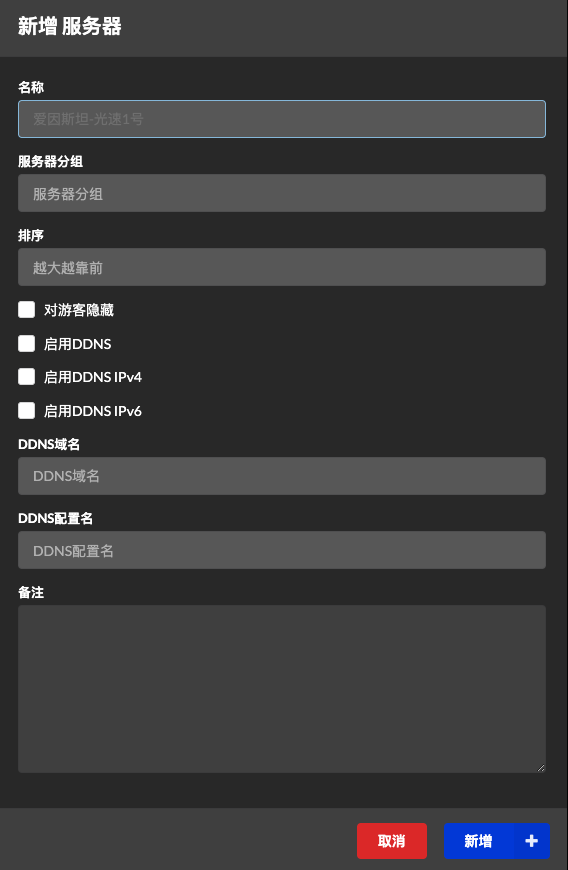 新增 服务器
名称
爱因斯坦-光速1号
服务器分组
服务器分组
排序
越大越靠前
对游客隐藏
启用DDNS
启用DDNS IPv4
启用DDNS IPv6
DDNS域名
DDNS域名
DDNS配置名
DDNS配置名
备注
取消
新增